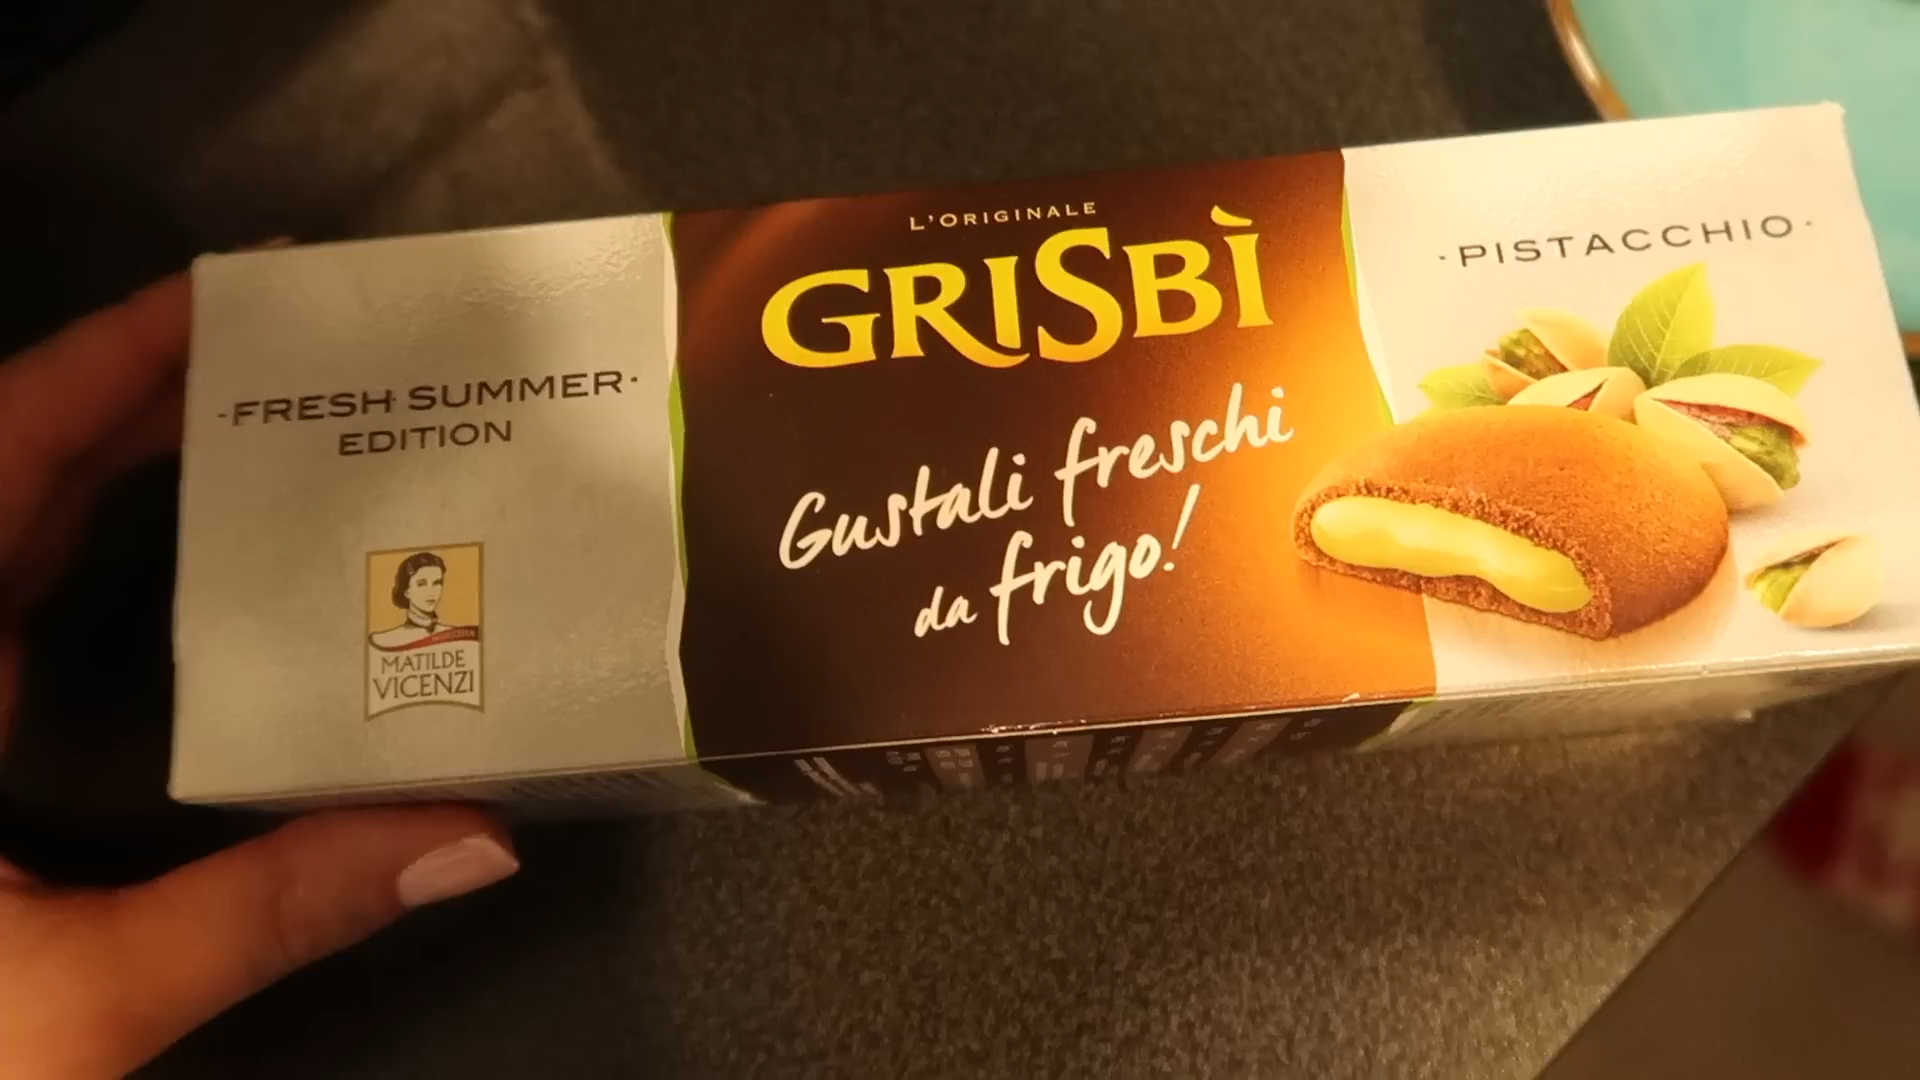 L'ORIGINALE
GRISBÌ
Gustali freschi
da frigo!
·FRESH SUMMER·
EDITION
MATILDE
VICENZI
·PISTACCHIO·